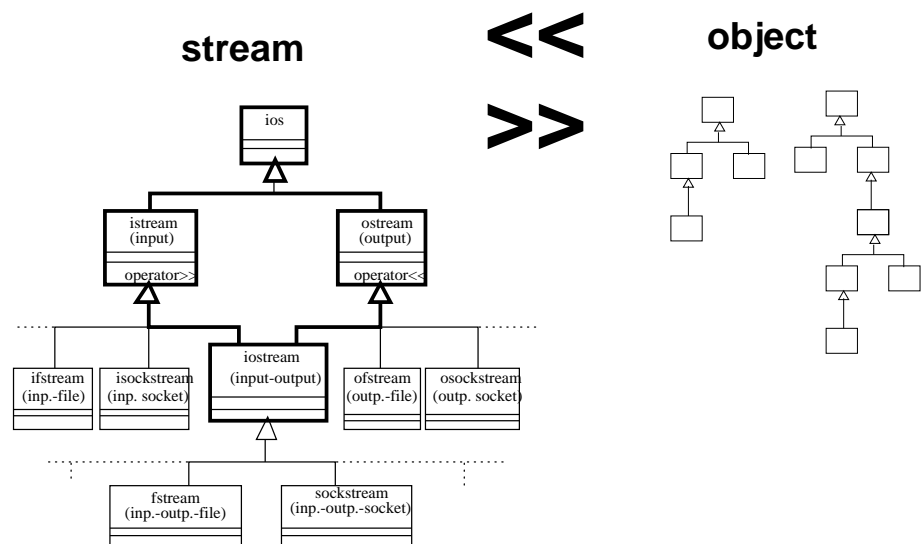 stream << object
>>
ios
istream
(input)
operator>>
ostream
(output)
operator<<
ifstream
(inp.-file)
isockstream
(inp. socket)
iostream
(input-output)
ofstream
(outp.-file)
osockstream
(outp. socket)
fstream
(inp.-outp.-file)
sockstream
(inp.-outp.-socket)